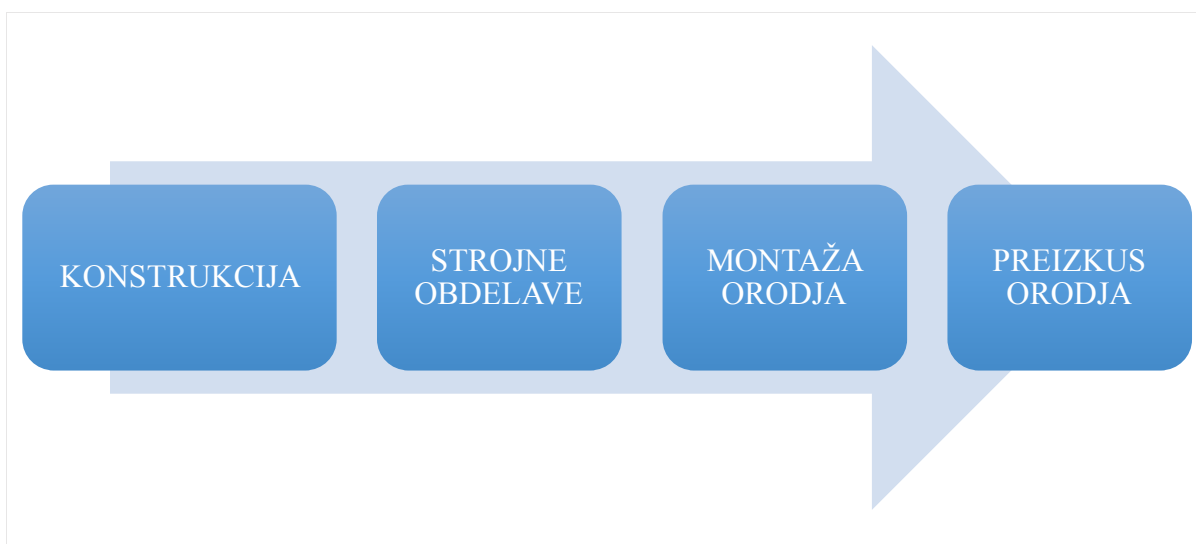 KONSTRUKCIJA
STROJNE
OBDELAVE
MONTAŽA
ORODJA
PREIZKUS
ORODJA